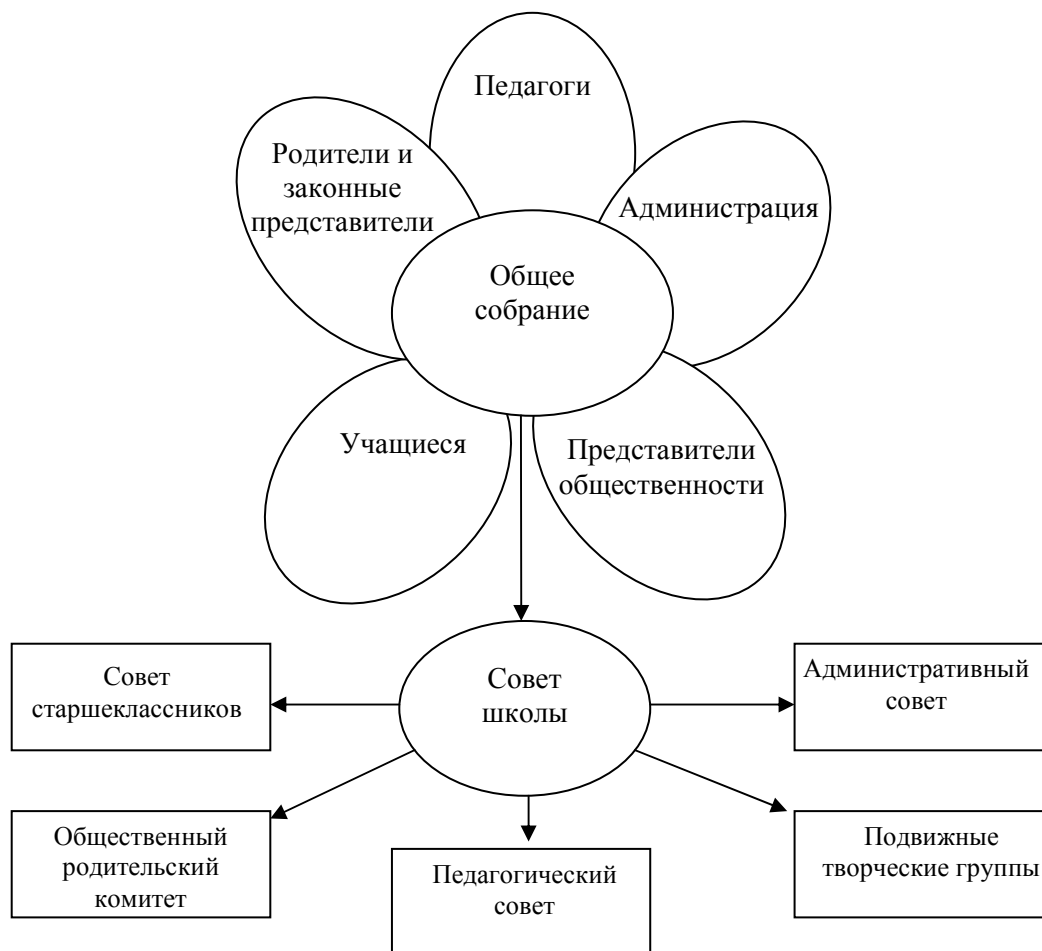 Педагоги
Родители и
законные
представители
Администрация
Общее
собрание
Учащиеся
Представители
общественности
Совет
школы
Совет
старшеклассников
Административный
совет
Общественный
родительский
комитет
Педагогический
совет
Подвижные
творческие группы